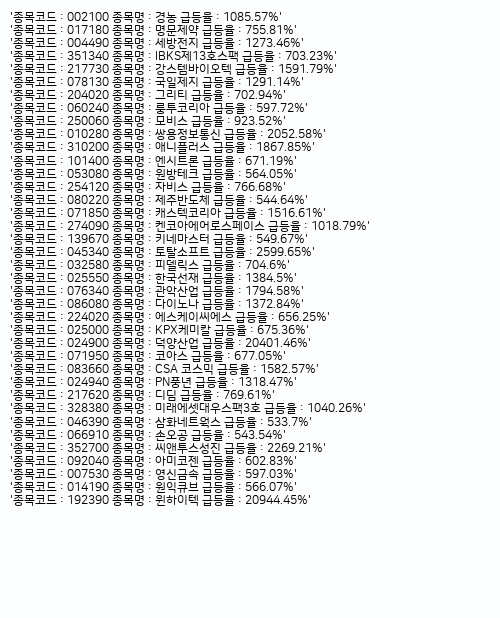 '종목코드 : 002100 종목명 : 경농 급등율 : 1085.57%'
'종목코드 : 017180 종목명 : 명문제약 급등율 : 755.81%'
'종목코드 : 004490 종목명 : 세방전지 급등율 : 1273.46%'
'종목코드 : 351340 종목명 : IBKS제13호스팩 급등율 : 703.23%'
'종목코드 : 217730 종목명 : 강스템바이오텍 급등율 : 1591.79%'
'종목코드 : 078130 종목명 : 국일제지 급등율 : 1291.14%'
'종목코드 : 204020 종목명 : 그리티 급등율 : 702.94%'
'종목코드 : 060240 종목명 : 룽투코리아 급등율 : 597.72%'
'종목코드 : 250060 종목명 : 모비스 급등율 : 923.52%'
'종목코드 : 010280 종목명 : 쌍용정보통신 급등율 : 2052.58%'
'종목코드 : 310200 종목명 : 애니플러스 급등율 : 1867.85%'
'종목코드 : 101400 종목명 : 엔시트론 급등율 : 671.19%'
'종목코드 : 053080 종목명 : 원방테크 급등율 : 564.05%'
'종목코드 : 254120 종목명 : 자비스 급등율 : 766.68%'
'종목코드 : 080220 종목명 : 제주반도체 급등율 : 544.64%'
'종목코드 : 071850 종목명 : 캐스텍코리아 급등율 : 1516.61%'
'종목코드 : 274090 종목명 : 켄코아에어로스페이스 급등율 : 1018.79%'
'종목코드 : 139670 종목명 : 키네마스터 급등율 : 549.67%'
'종목코드 : 045340 종목명 : 토탈소프트 급등율 : 2599.65%'
'종목코드 : 032580 종목명 : 피델릭스 급등율 : 704.6%'
'종목코드 : 025550 종목명 : 한국선재 급등율 : 1384.5%'
'종목코드 : 076340 종목명 : 관악산업 급등율 : 1794.58%'
'종목코드 : 086080 종목명 : 다이노나 급등율 : 1372.84%'
'종목코드 : 224020 종목명 : 에스케이씨에스 급등율 : 656.25%'
'종목코드 : 025000 종목명 : KPX케미칼 급등율 : 675.36%'
'종목코드 : 024900 종목명 : 덕양산업 급등율 : 20401.46%'
'종목코드 : 071950 종목명 : 코아스 급등율 : 677.05%'
'종목코드 : 083660 종목명 : CSA 코스믹 급등율 : 1582.57%'
'종목코드 : 024940 종목명 : PN풍년 급등율 : 1318.47%'
'종목코드 : 217620 종목명 : 디딤 급등율 : 769.61%'
'종목코드 : 328380 종목명 : 미래에셋대우스팩3호 급등율 : 1040.26%'
'종목코드 : 046390 종목명 : 삼화네트웍스 급등율 : 533.7%'
'종목코드 : 066910 종목명 : 손오공 급등율 : 543.54%'
'종목코드 : 352700 종목명 : 씨앤투스성진 급등율 : 2269.21%'
'종목코드 : 092040 종목명 : 아미코젠 급등율 : 602.83%'
'종목코드 : 007530 종목명 : 영신금속 급등율 : 597.03%'
'종목코드 : 014190 종목명 : 원익큐브 급등율 : 566.07%'
'종목코드 : 192390 종목명 : 윈하이텍 급등율 : 20944.45%'